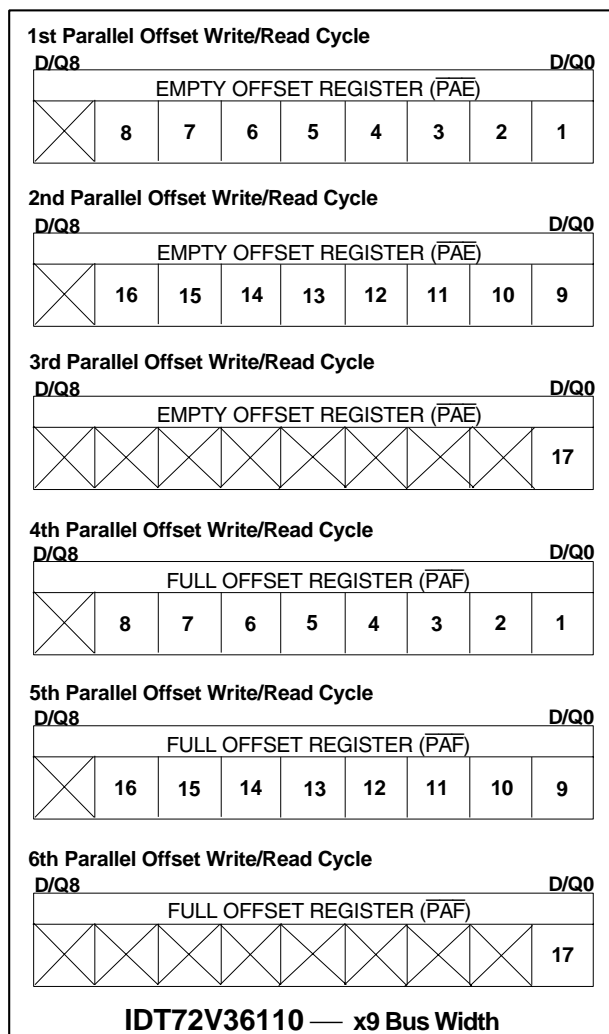 1st Parallel Offset Write/Read Cycle
D/Q8 D/Q0
EMPTY OFFSET REGISTER (PAE)
8 7 6 5 4 3 2 1
2nd Parallel Offset Write/Read Cycle
D/Q8 D/Q0
EMPTY OFFSET REGISTER (PAE)
16 15 14 13 12 11 10 9
3rd Parallel Offset Write/Read Cycle
D/Q8 D/Q0
EMPTY OFFSET REGISTER (PAE)
17
4th Parallel Offset Write/Read Cycle
D/Q8 D/Q0
FULL OFFSET REGISTER (PAF)
8 7 6 5 4 3 2 1
5th Parallel Offset Write/Read Cycle
D/Q8 D/Q0
FULL OFFSET REGISTER (PAF)
16 15 14 13 12 11 10 9
6th Parallel Offset Write/Read Cycle
D/Q8 D/Q0
FULL OFFSET REGISTER (PAF)
17
IDT72V36110 — x9 Bus Width